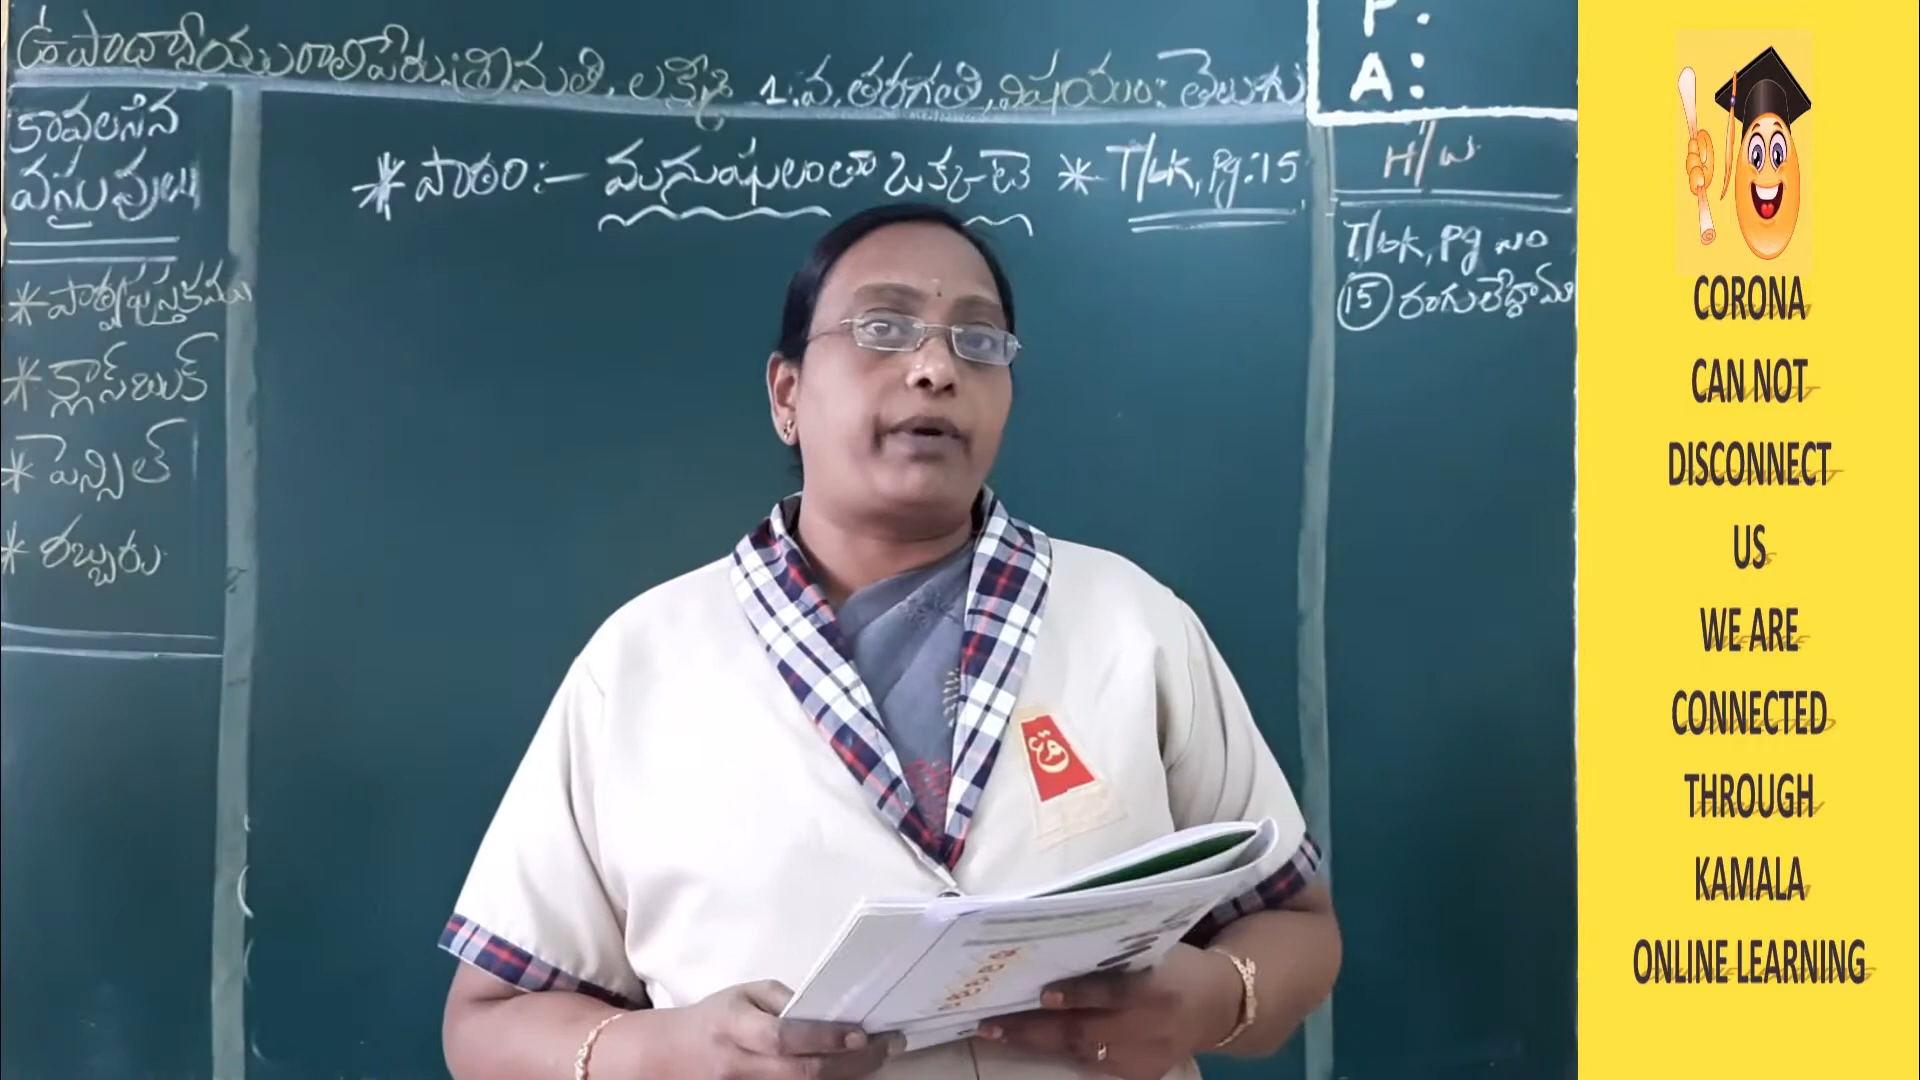 ఉపాధ్యాయురాలిపేరు:శ్రీమతి. లక్ష్మి 1.వ.తరగతి,విషయం: తెలుగు
P:
A:
కావలసిన
వస్తువులు
* పాఠ్యపుస్తకము
* క్లాస్‌బుక్
* పెన్సిల్
* రబ్బరు
* పాఠం:- మనుషులంతా ఒక్కటే * T/bk, Pg:15
H/w
T/bk, Pg నం
15 రంగులేద్దాము
CORONA
CAN NOT
DISCONNECT
US
WE ARE
CONNECTED
THROUGH
KAMALA
ONLINE LEARNING